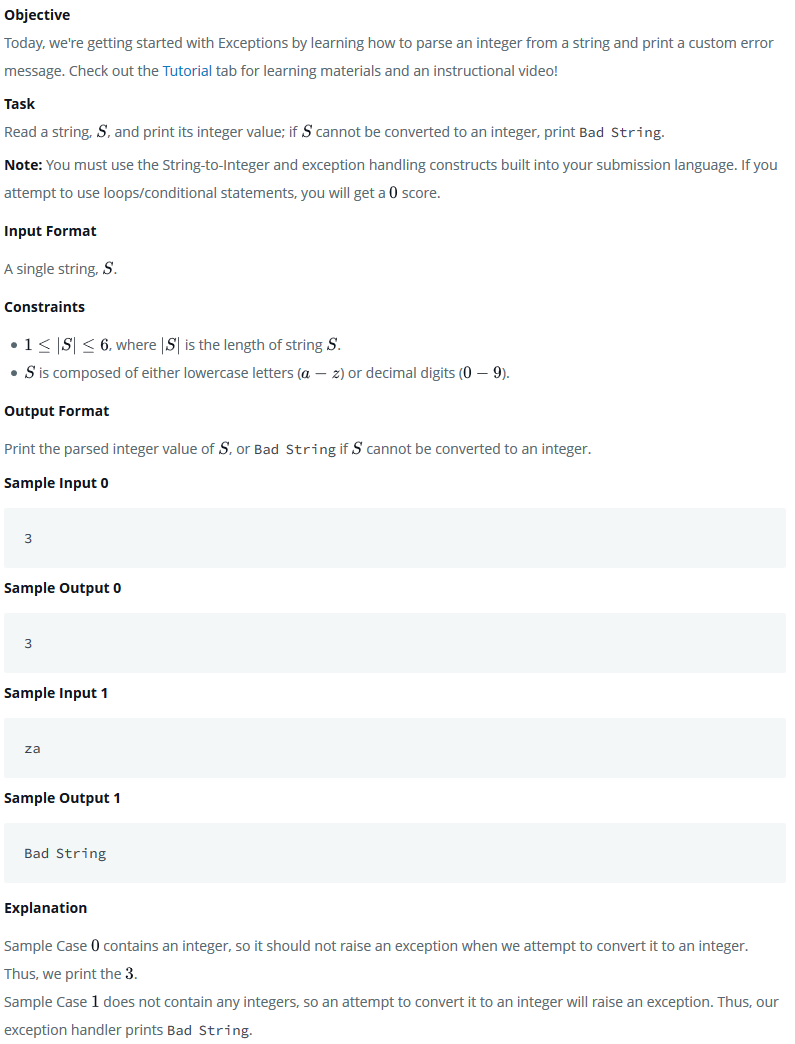 Objective
Today, we're getting started with Exceptions by learning how to parse an integer from a string and print a custom error
message. Check out the Tutorial tab for learning materials and an instructional video!
Task
Read a string, S, and print its integer value; if S cannot be converted to an integer, print Bad String.
Note: You must use the String-to-Integer and exception handling constructs built into your submission language. If you
attempt to use loops/conditional statements, you will get a 0 score.
Input Format
A single string, S.
Constraints
• 1 ≤ |S| ≤ 6, where |S| is the length of string S.
• S is composed of either lowercase letters (a − z) or decimal digits (0 − 9).
Output Format
Print the parsed integer value of S, or Bad String if S cannot be converted to an integer.
Sample Input 0
3
Sample Output 0
3
Sample Input 1
za
Sample Output 1
Bad String
Explanation
Sample Case 0 contains an integer, so it should not raise an exception when we attempt to convert it to an integer.
Thus, we print the 3.
Sample Case 1 does not contain any integers, so an attempt to convert it to an integer will raise an exception. Thus, our
exception handler prints Bad String.